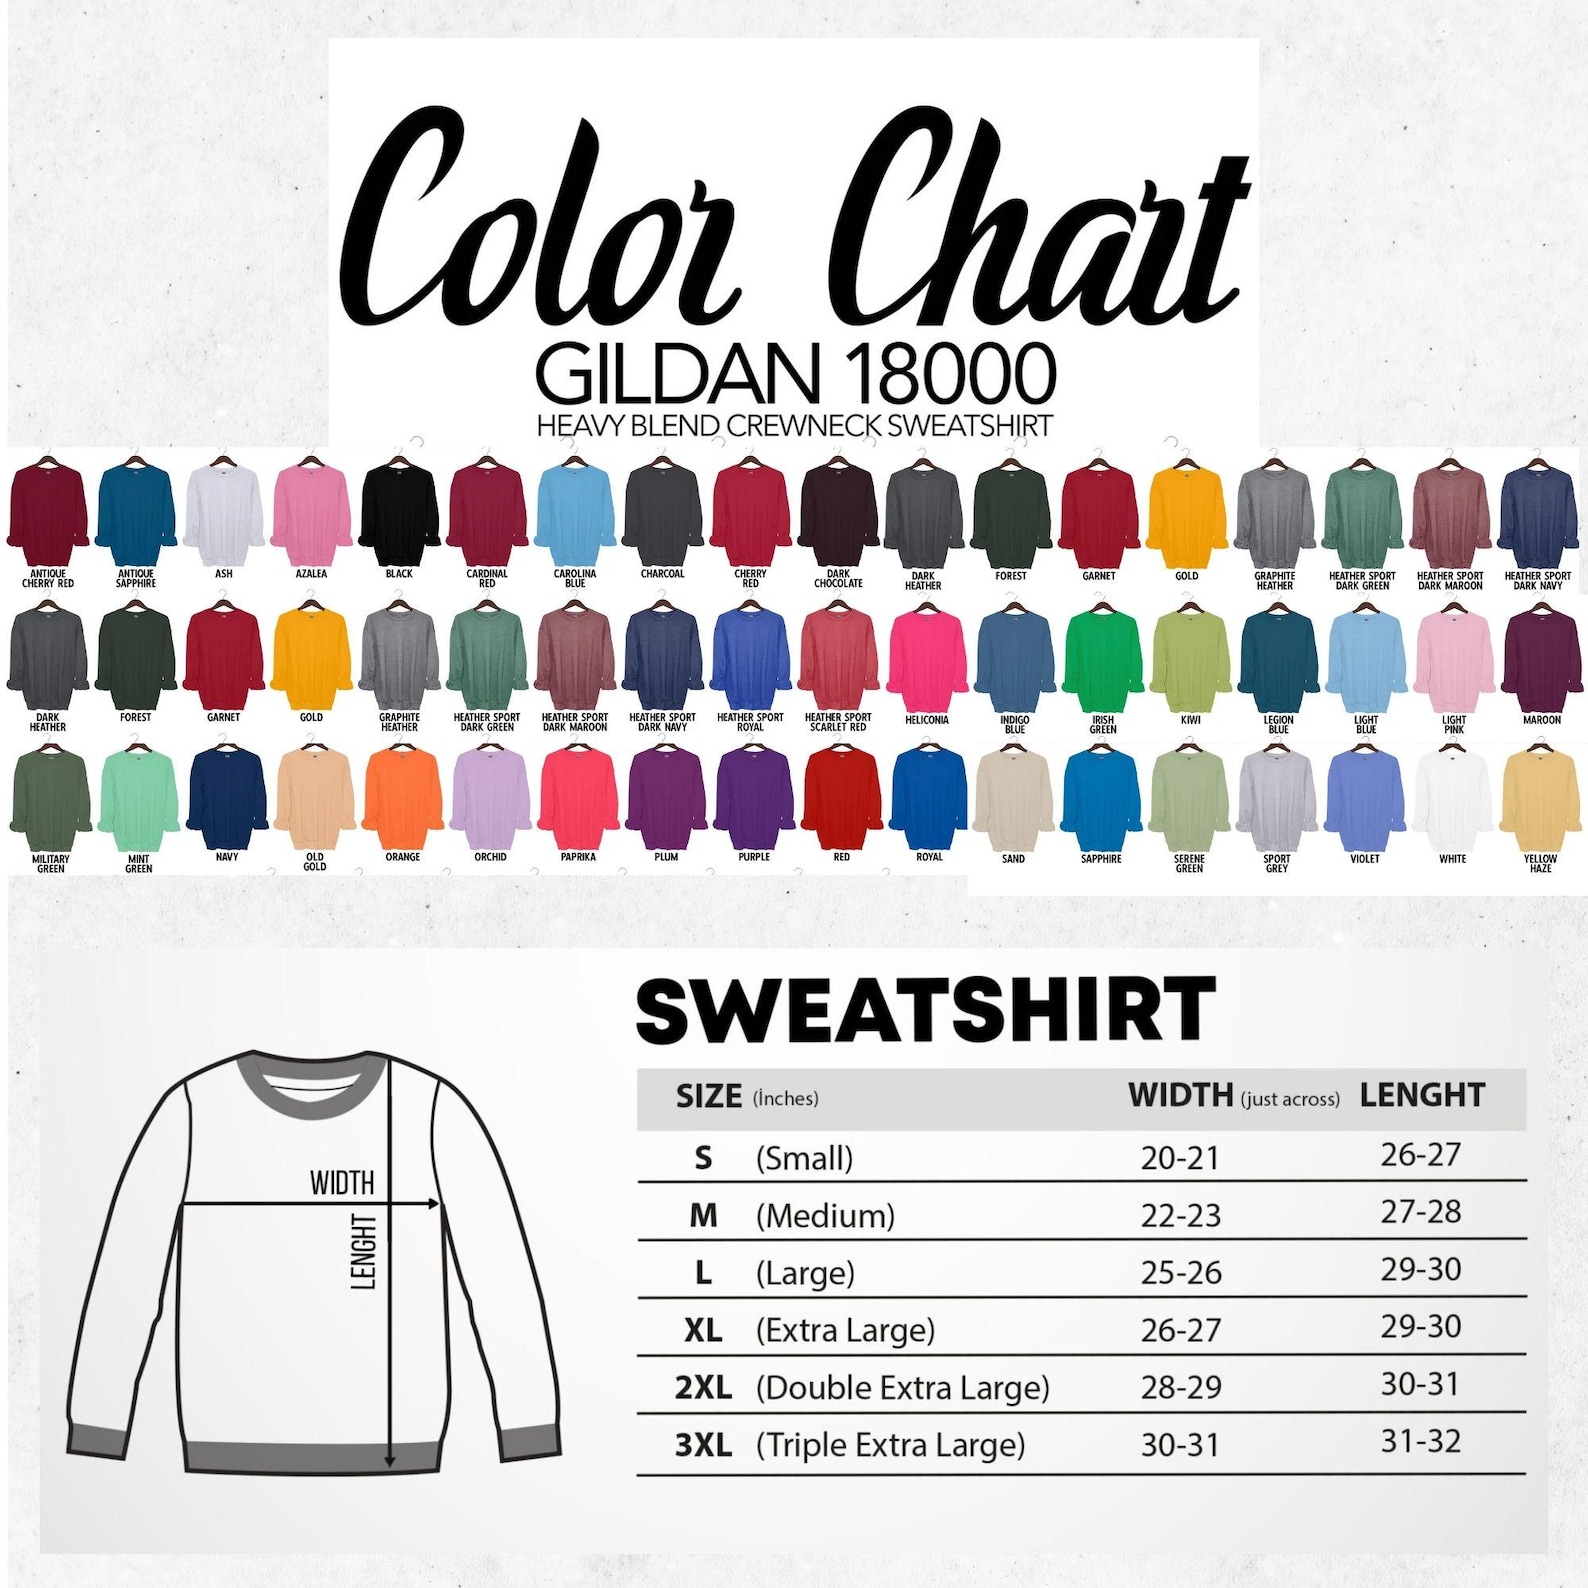 Color Chart
GILDAN 18000
HEAVY BLEND CREWNECK SWEATSHIRT
ANTIQUE CHERRY RED
ANTIQUE SAPPHIRE
ASH
AZALEA
BLACK
CARDINAL RED
CAROLINA BLUE
CHARCOAL
CHERRY RED
DARK CHOCOLATE
DARK HEATHER
FOREST
GARNET
GOLD
GRAPHITE HEATHER
HEATHER SPORT DARK GREEN
HEATHER SPORT DARK MAROON
HEATHER SPORT DARK NAVY
DARK HEATHER
FOREST
GARNET
GOLD
GRAPHITE HEATHER
HEATHER SPORT DARK GREEN
HEATHER SPORT DARK MAROON
HEATHER SPORT DARK NAVY
HEATHER SPORT ROYAL
HEATHER SPORT SCARLET RED
HELICONIA
INDIGO BLUE
IRISH GREEN
KIWI
LEGION BLUE
LIGHT BLUE
LIGHT PINK
MAROON
MILITARY GREEN
MINT GREEN
NAVY
OLD GOLD
ORANGE
ORCHID
PAPRIKA
PLUM
PURPLE
RED
ROYAL
SAND
SAPPHIRE
SERENE GREEN
SPORT GREY
VIOLET
WHITE
YELLOW HAZE
WIDTH
LENGHT
SWEATSHIRT
SIZE (İnches) WIDTH (just across) LENGHT
S (Small) 20-21 26-27
M (Medium) 22-23 27-28
L (Large) 25-26 29-30
XL (Extra Large) 26-27 29-30
2XL (Double Extra Large) 28-29 30-31
3XL (Triple Extra Large) 30-31 31-32